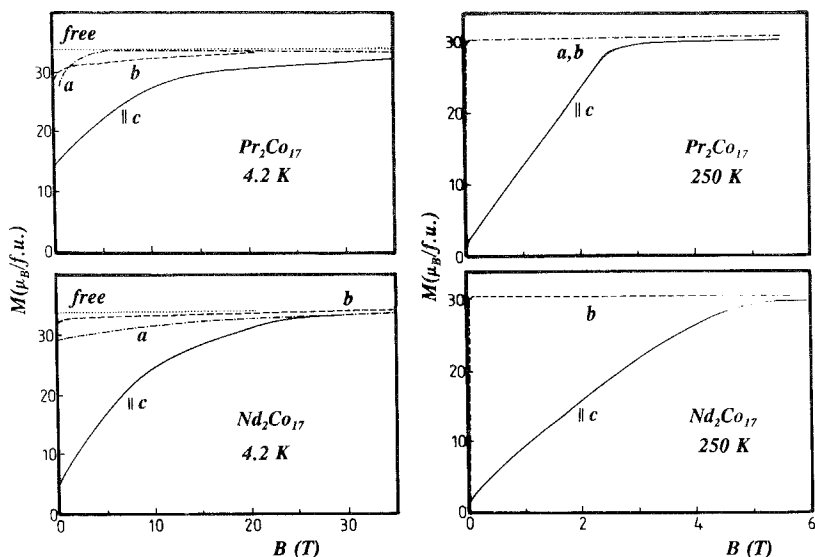 free
30
20
10
0
a
b
|| c
Pr₂Co₁₇
4.2 K
M(μB/f.u.)
free
30
20
10
0
b
a
|| c
Nd₂Co₁₇
4.2 K
0
10
20
30
B (T)
30
20
10
0
a,b
|| c
Pr₂Co₁₇
250 K
M(μB/f.u.)
30
20
10
0
b
|| c
Nd₂Co₁₇
250 K
0
2
4
6
B (T)